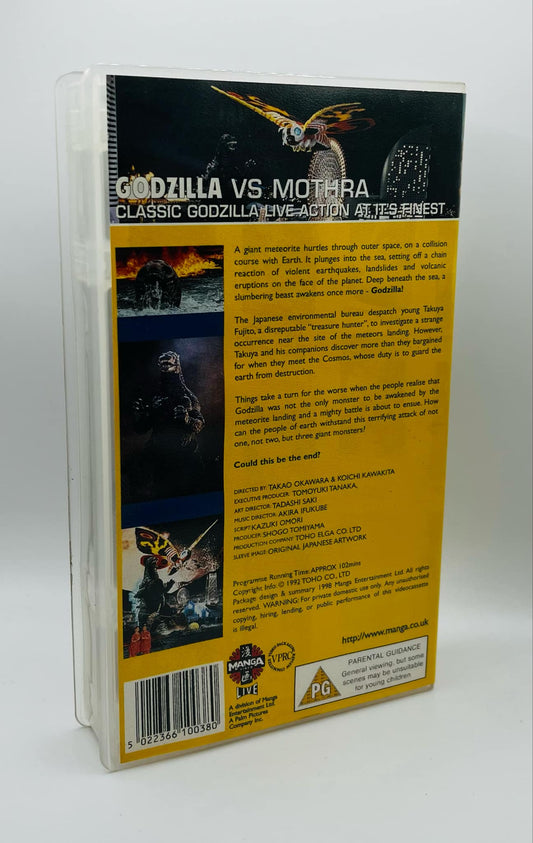 GODZILLA VS MOTHRA
CLASSIC GODZILLA LIVE ACTION AT IT'S FINEST
A giant meteorite hurtles through outer space, on a collision
course with Earth. It plunges into the sea, setting off a chain
reaction of violent earthquakes, landslides and volcanic
eruptions on the face of the planet. Deep beneath the sea, a
slumbering beast awakens once more - Godzilla!
The Japanese environmental bureau despatch young Takuya
Fujito, a disreputable "treasure hunter", to investigate a strange
occurrence near the site of the meteors landing. However,
Takuya and his companions discover more than they bargained
for when they meet the Cosmos, whose duty is to guard the
earth from destruction.
Things take a turn for the worse when the people realise that
Godzilla was not the only monster to be awakened by the
meteorite landing and a mighty battle is about to ensue. How
can the people of earth withstand this terrifying attack of not
one, not two, but three giant monsters?
Could this be the end?
DIRECTED BY: TAKAO OKAWARA & KOICHI KAWAKITA
EXECUTIVE PRODUCER: TOMOYUKI TANAKA,
ART DIRECTOR: TADASHI SAKI
MUSIC DIRECTOR: AKIRA IFUKUBE
SCRIPT: KAZUKI OMORI
PRODUCER: SHOGO TOMIYAMA
PRODUCTION COMPANY: TOHO ELGA CO. LTD
SLEEVE IMAGE: ORIGINAL JAPANESE ARTWORK
Programme Running Time: APPROX 102mins
Copyright Info: © 1992 TOHO CO., LTD
Package design & summary 1998 Manga Entertainment Ltd. All rights
reserved. WARNING: For private domestic use only. Any unauthorised
copying, hiring, lending, or public performance of this videocassette
is illegal.
http://www.manga.co.uk
MANGA
VIDEO
LIVE
VPRC
A division of Manga
Entertainment Ltd.
A Palm Pictures
Company Inc.
PG
PARENTAL GUIDANCE
General viewing, but some
scenes may be unsuitable
for young children
5 022366 100380